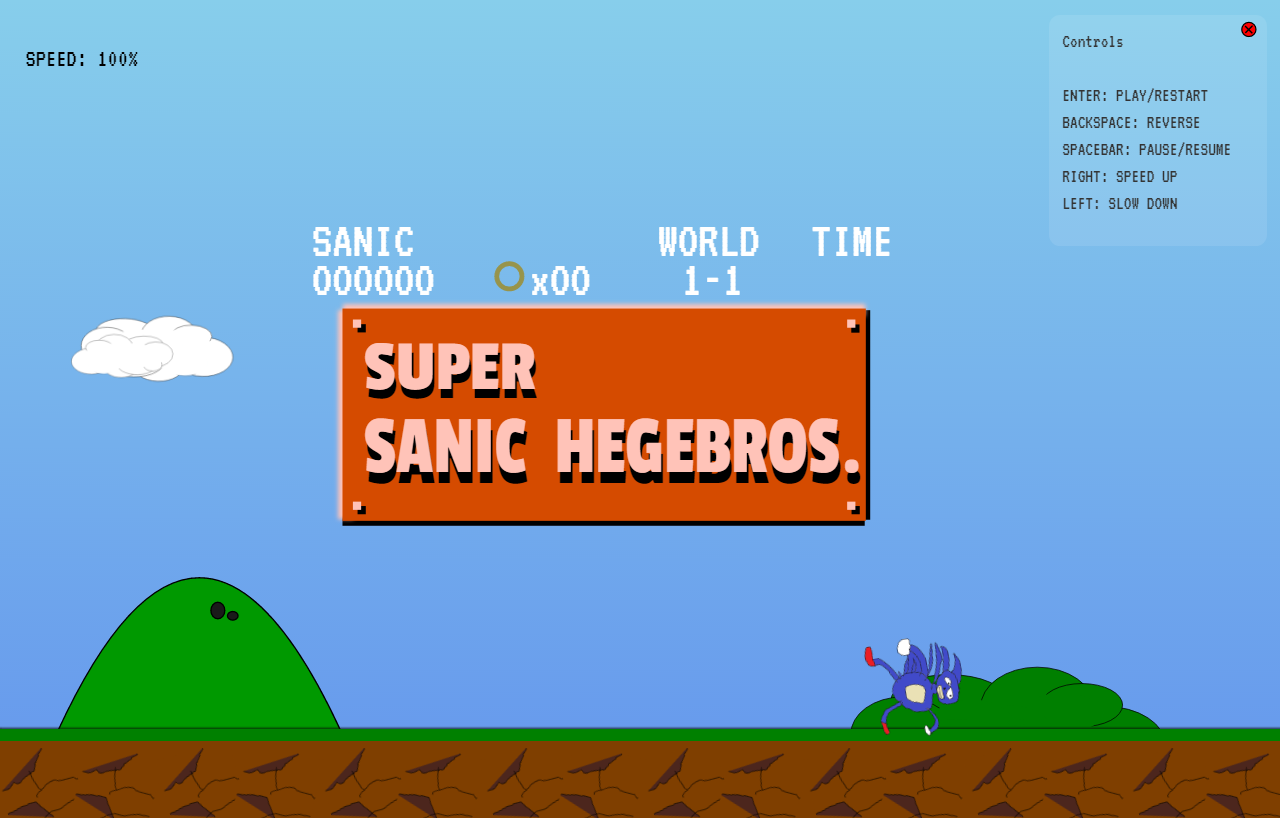 SPEED: 100%
Controls
ENTER: PLAY/RESTART
BACKSPACE: REVERSE
SPACEBAR: PAUSE/RESUME
RIGHT: SPEED UP
LEFT: SLOW DOWN
SANIC WORLD TIME
000000 x00 1-1
SUPER
SANIC HEGEBROS.